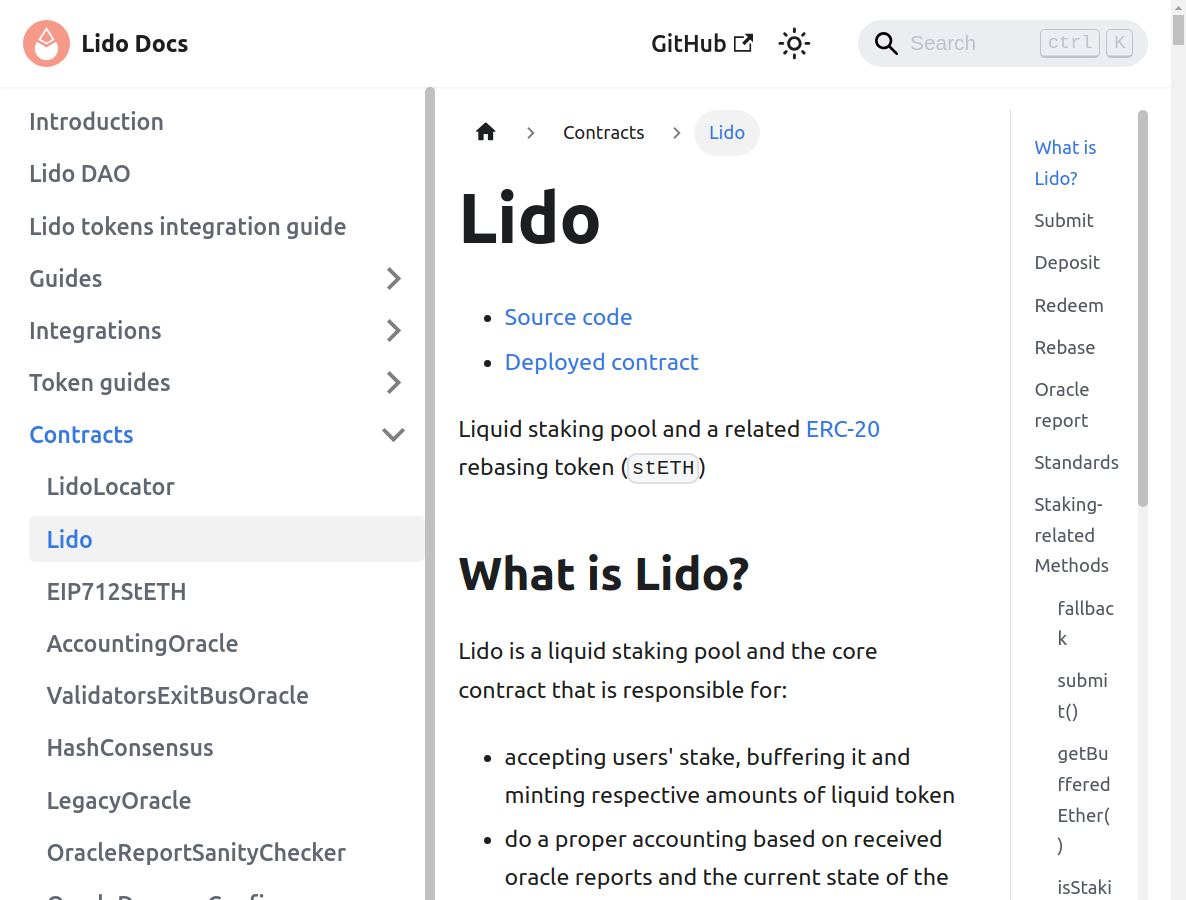 Lido Docs
GitHub
Search
ctrl K
Introduction
Lido DAO
Lido tokens integration guide
Guides
Integrations
Token guides
Contracts
LidoLocator
Lido
EIP712StETH
AccountingOracle
ValidatorsExitBusOracle
HashConsensus
LegacyOracle
OracleReportSanityChecker
Contracts
Lido
Lido
Source code
Deployed contract
Liquid staking pool and a related ERC-20
rebasing token (stETH)
What is Lido?
Lido is a liquid staking pool and the core
contract that is responsible for:
accepting users' stake, buffering it and
minting respective amounts of liquid token
do a proper accounting based on received
oracle reports and the current state of the
What is
Lido?
Submit
Deposit
Redeem
Rebase
Oracle
report
Standards
Staking-
related
Methods
fallbac
k
submi
t()
getBu
ffered
Ether(
)
isStaki